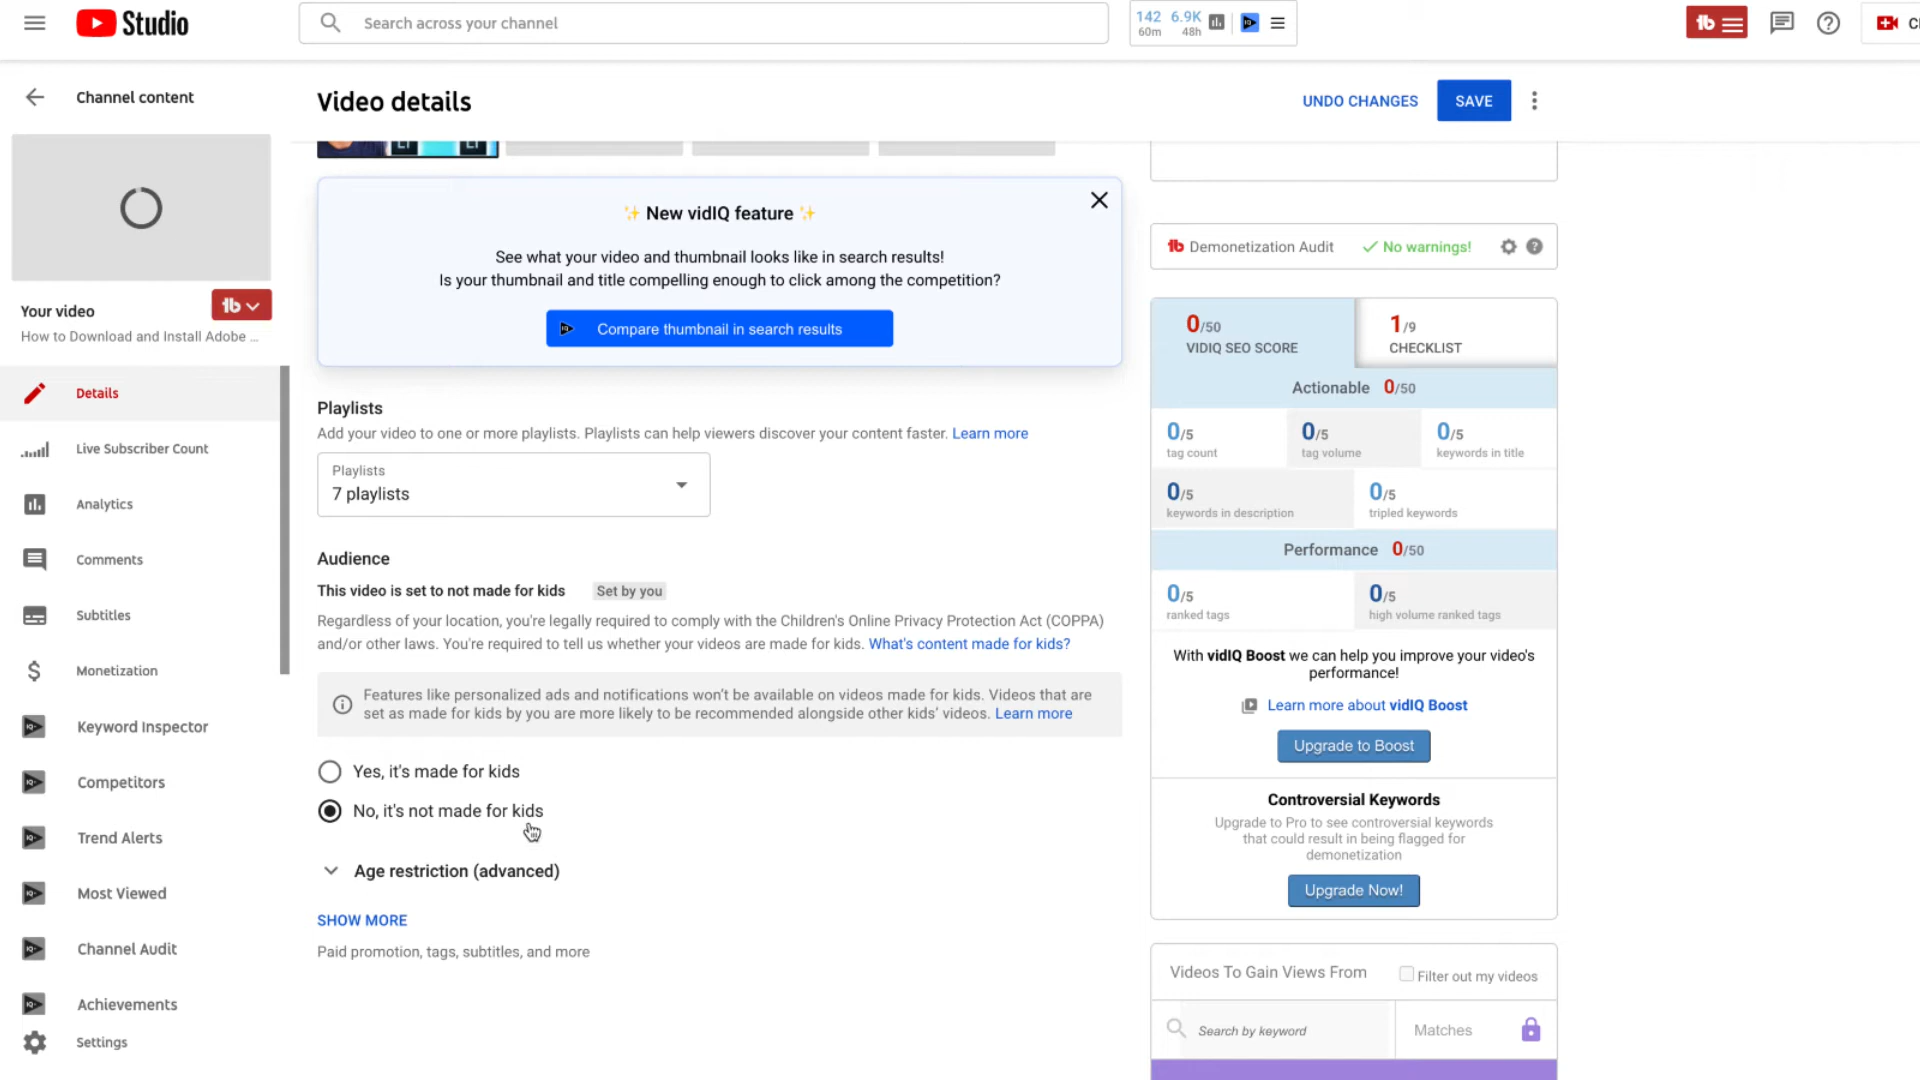 Studio
Search across your channel
142 6.9K
60m 48h
Channel content
Video details
UNDO CHANGES
SAVE
✨ New vidIQ feature ✨
See what your video and thumbnail looks like in search results!
Is your thumbnail and title compelling enough to click among the competition?
Compare thumbnail in search results
Your video
How to Download and Install Adobe ...
Details
Live Subscriber Count
Analytics
Comments
Subtitles
Monetization
Keyword Inspector
Competitors
Trend Alerts
Most Viewed
Channel Audit
Achievements
Settings
Playlists
Add your video to one or more playlists. Playlists can help viewers discover your content faster. Learn more
Playlists
7 playlists
Audience
This video is set to not made for kids Set by you
Regardless of your location, you're legally required to comply with the Children's Online Privacy Protection Act (COPPA)
and/or other laws. You're required to tell us whether your videos are made for kids. What's content made for kids?
Features like personalized ads and notifications won't be available on videos made for kids. Videos that are
set as made for kids by you are more likely to be recommended alongside other kids' videos. Learn more
Yes, it's made for kids
No, it's not made for kids
Age restriction (advanced)
SHOW MORE
Paid promotion, tags, subtitles, and more
Demonetization Audit ✓ No warnings!
0/50
VIDIQ SEO SCORE
1/9
CHECKLIST
Actionable 0/50
0/5
tag count
0/5
tag volume
0/5
keywords in title
0/5
keywords in description
0/5
tripled keywords
Performance 0/50
0/5
ranked tags
0/5
high volume ranked tags
With vidIQ Boost we can help you improve your video's
performance!
Learn more about vidIQ Boost
Upgrade to Boost
Controversial Keywords
Upgrade to Pro to see controversial keywords
that could result in being flagged for
demonetization
Upgrade Now!
Videos To Gain Views From
Filter out my videos
Search by keyword
Matches